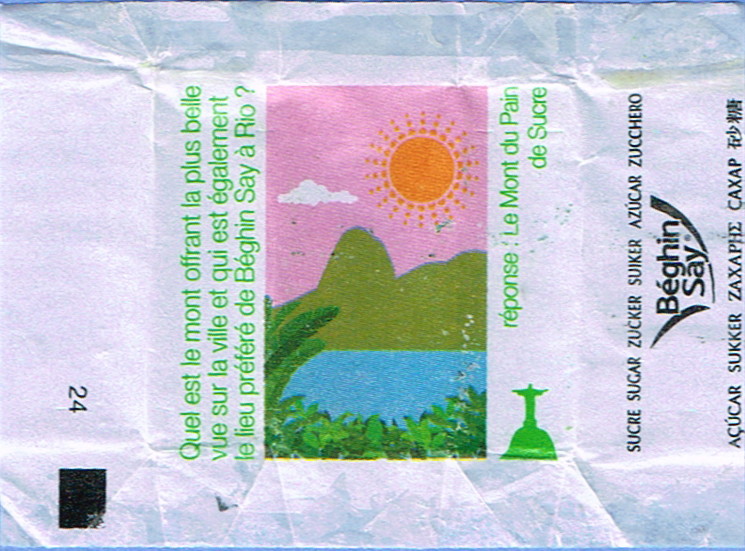 Quel est le mont offrant la plus belle
vue sur la ville et qui est également
le lieu préféré de Béghin Say à Rio ?
réponse : Le Mont du Pain
de Sucre
SUCRE SUGAR ZUCKER SUIKER AZÚCAR ZUCCHERO
Béghin
Say
AÇÚCAR SUKKER ΖΑΧΑΡΗΣ CAXAP 砂糖
24